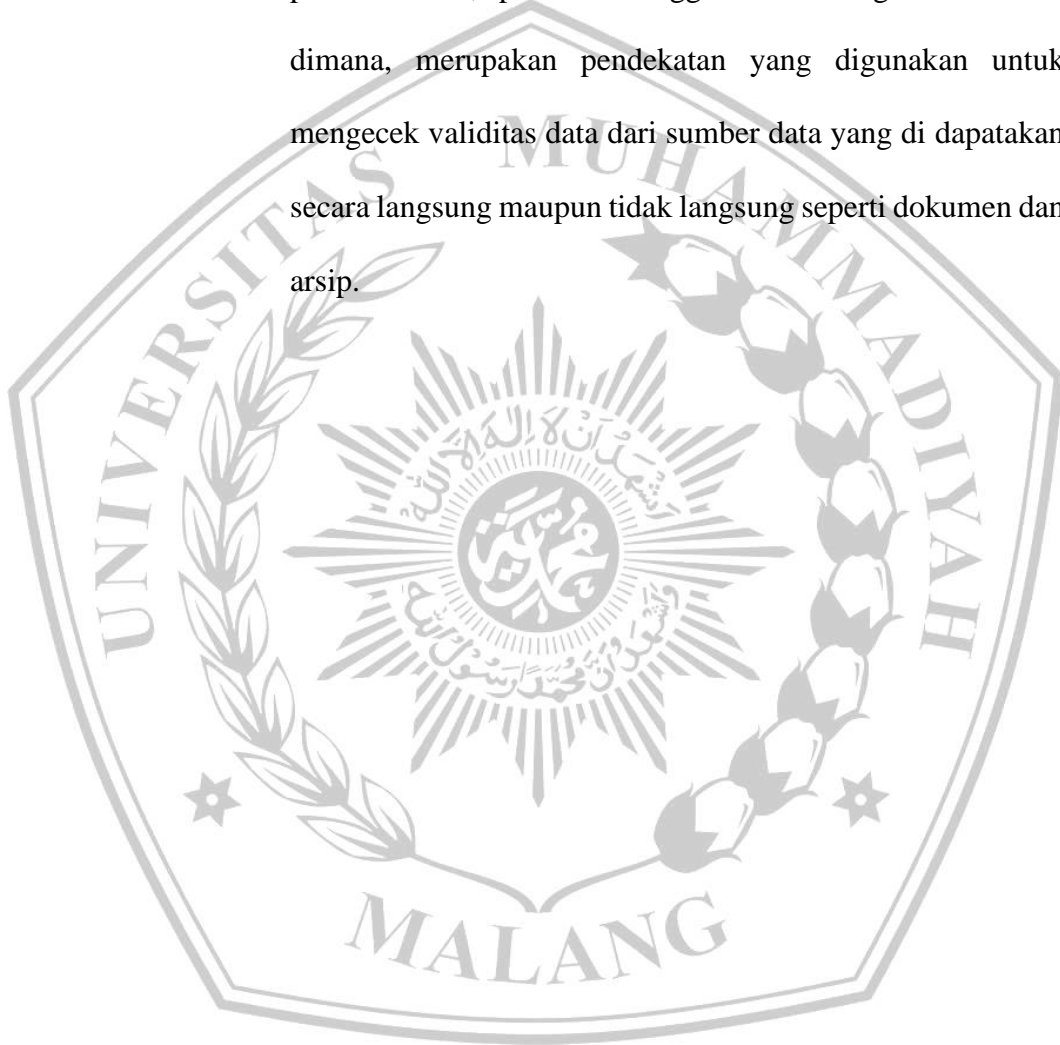 dimana, merupakan pendekatan yang digunakan untuk
mengecek validitas data dari sumber data yang di dapatakan
secara langsung maupun tidak langsung seperti dokumen dan
arsip.
UNIVERSITAS MUHAMMADIYAH
MALANG